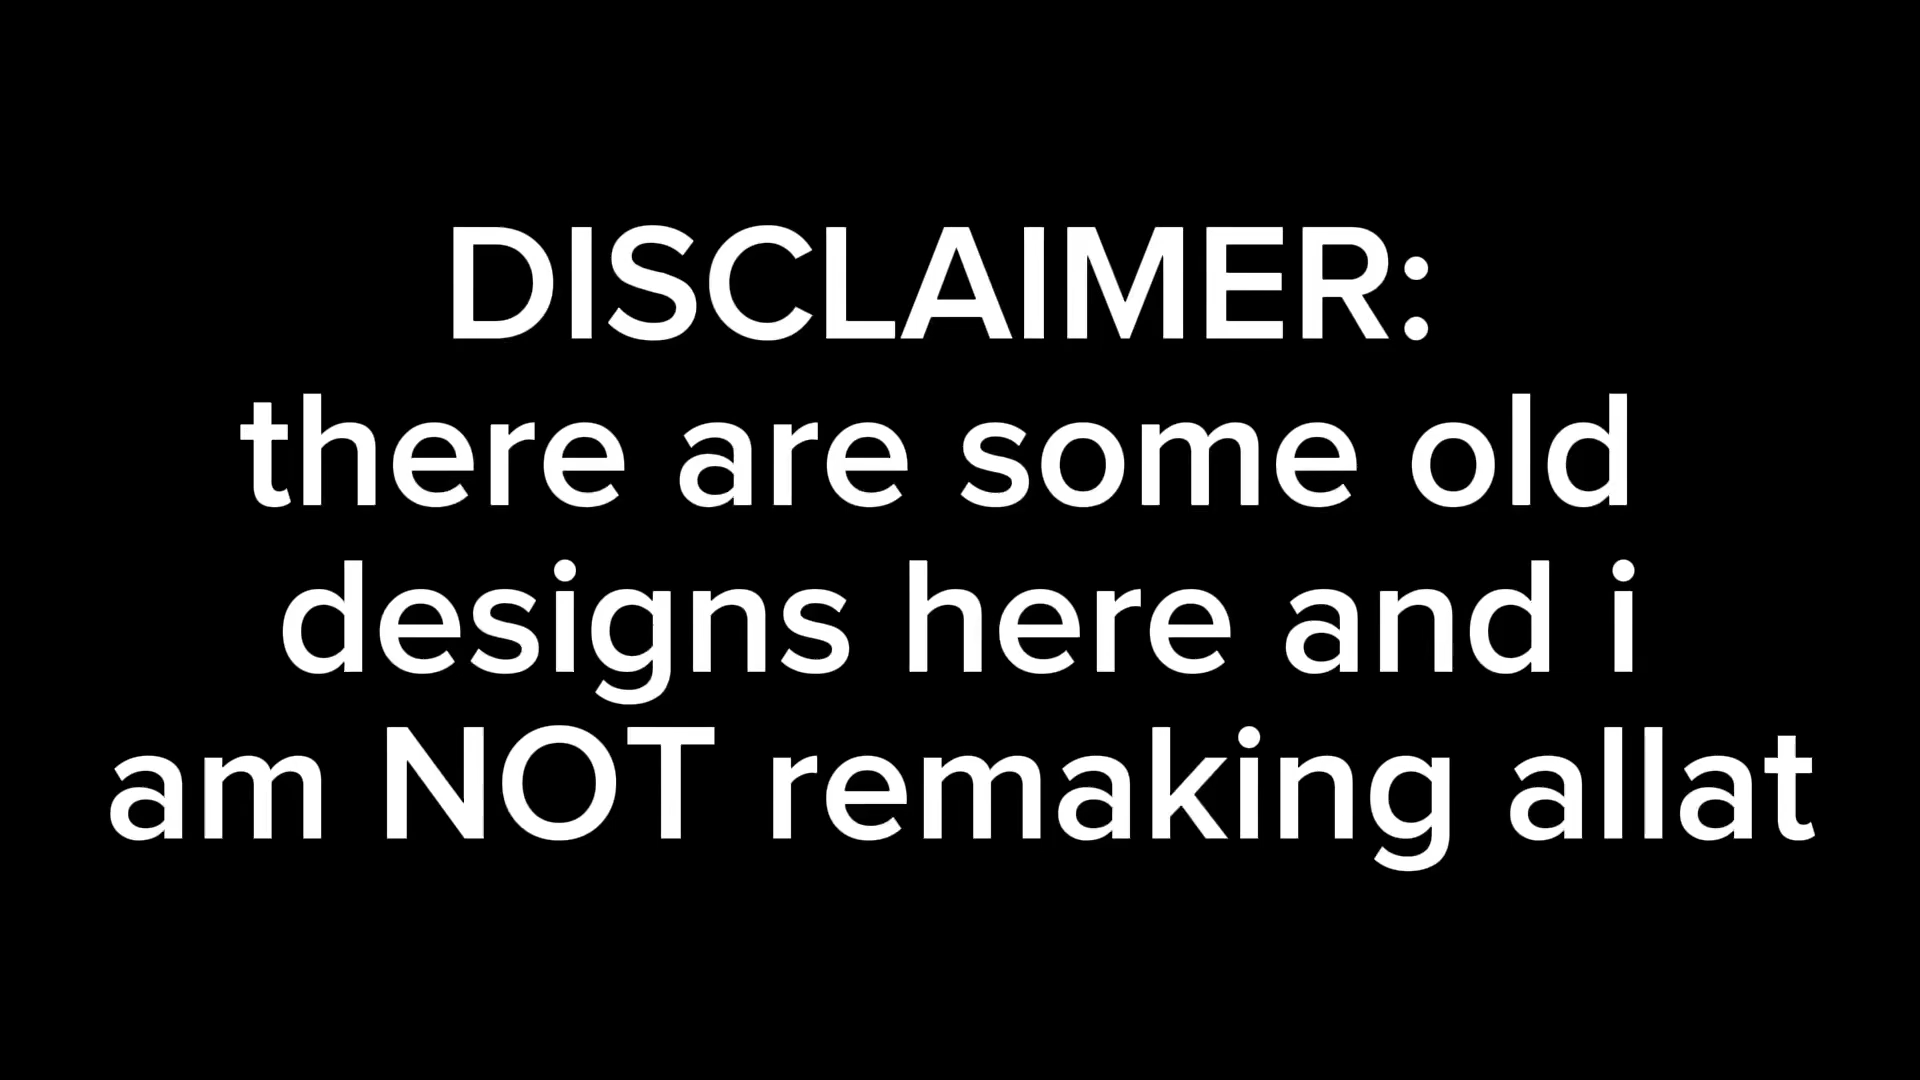 DISCLAIMER:
there are some old
designs here and i
am NOT remaking allat